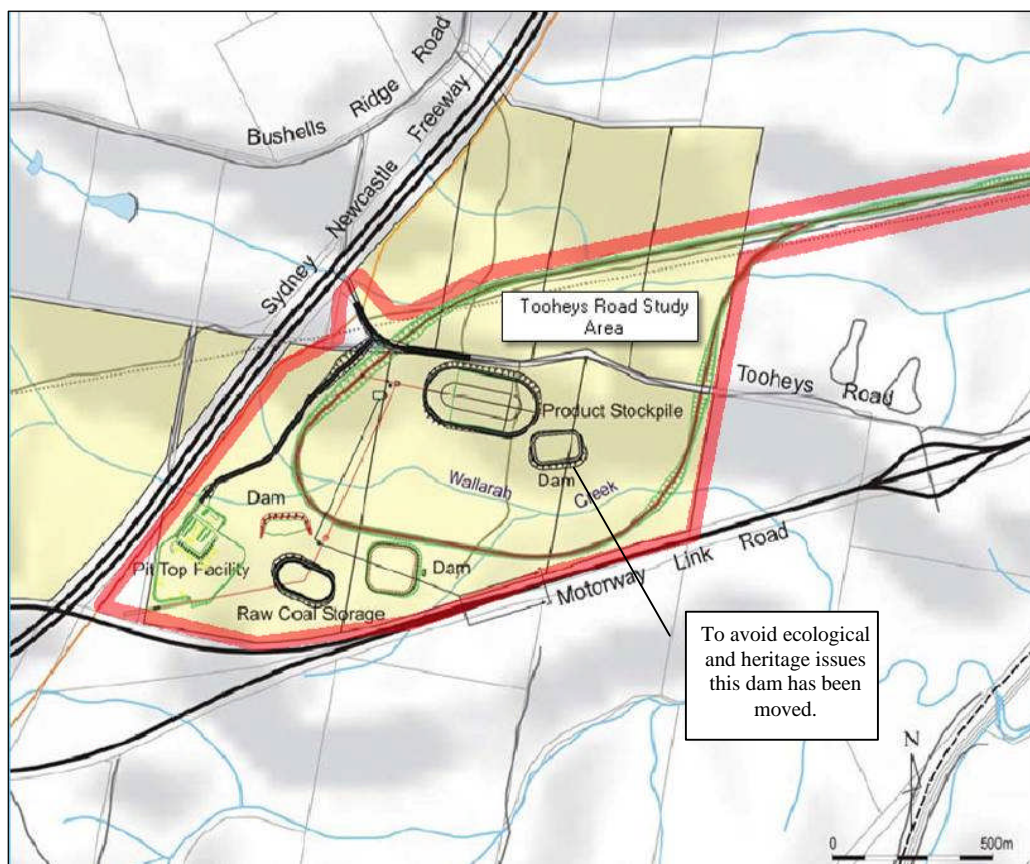 Bushells Ridge Road
Sydney Newcastle Freeway
Tooheys Road Study
Area
Tooheys Road
Product Stockpile
Dam
Wallarah Creek
Dam
Pit Top Facility
Dam
Raw Coal Storage
Motorway Link Road
To avoid ecological
and heritage issues
this dam has been
moved.
N
0 500m